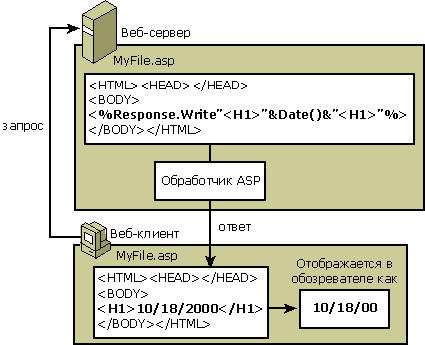 Веб-сервер
MyFile.asp
<HTML><HEAD></HEAD>
<BODY>
<%Response.Write"<H1>"&Date()&"<H1>"%>
</BODY></HTML>
запрос
Обработчик ASP
ответ
Веб-клиент
MyFile.asp
<HTML><HEAD></HEAD>
<BODY>
<H1>10/18/2000</H1>
</BODY></HTML>
Отображается в
обозревателе как
10/18/00